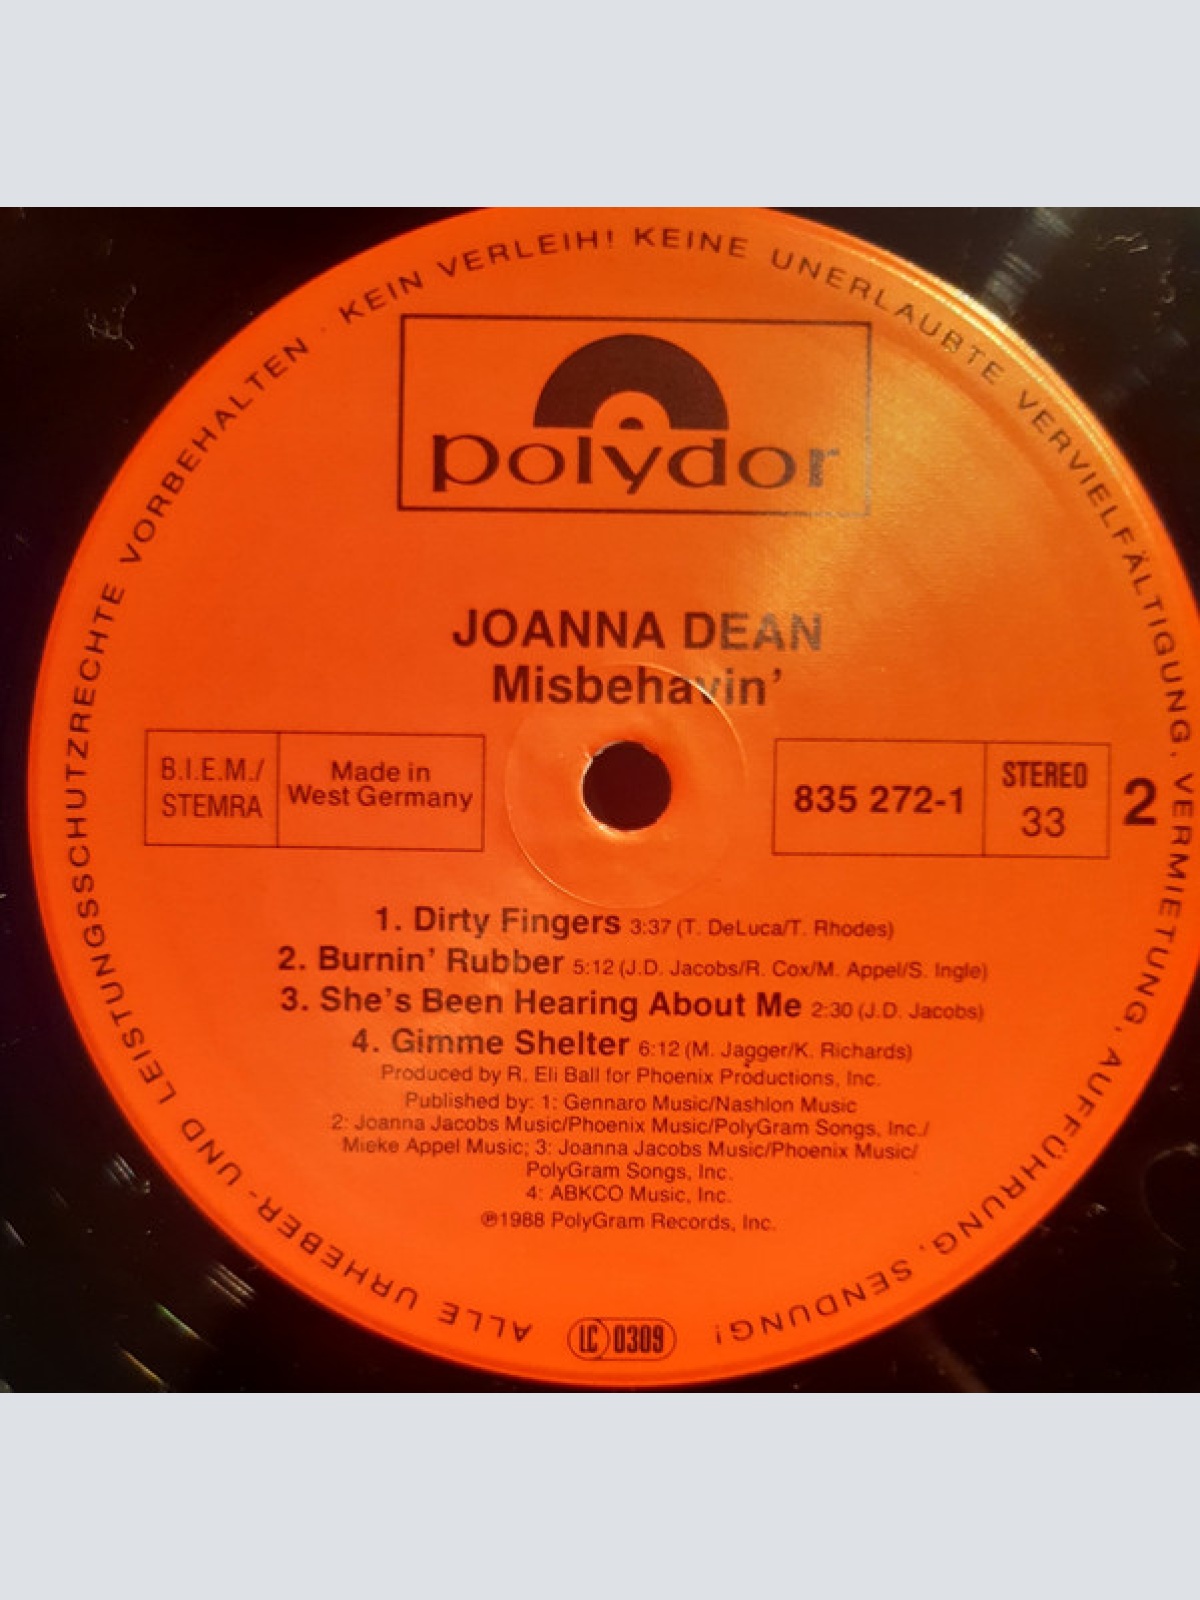 ALLE URHEBER- UND LEISTUNGSSCHUTZRECHTE VORBEHALTEN · KEIN VERLEIH! KEINE UNERLAUBTE VERVIELFÄLTIGUNG, VERMIETUNG, AUFFÜHRUNG, SENDUNG!
polydor
JOANNA DEAN
Misbehavin'
B.I.E.M./
STEMRA
Made in
West Germany
835 272-1
STEREO
33
2
1. Dirty Fingers 3:37 (T. DeLuca/T. Rhodes)
2. Burnin' Rubber 5:12 (J.D. Jacobs/R. Cox/M. Appel/S. Ingle)
3. She's Been Hearing About Me 2:30 (J.D. Jacobs)
4. Gimme Shelter 6:12 (M. Jagger/K. Richards)
Produced by R. Eli Ball for Phoenix Productions, Inc.
Published by: 1: Gennaro Music/Nashlon Music
2: Joanna Jacobs Music/Phoenix Music/PolyGram Songs, Inc./
Mieke Appel Music; 3: Joanna Jacobs Music/Phoenix Music/
PolyGram Songs, Inc.
4: ABKCO Music, Inc.
℗1988 PolyGram Records, Inc.
LC 0309